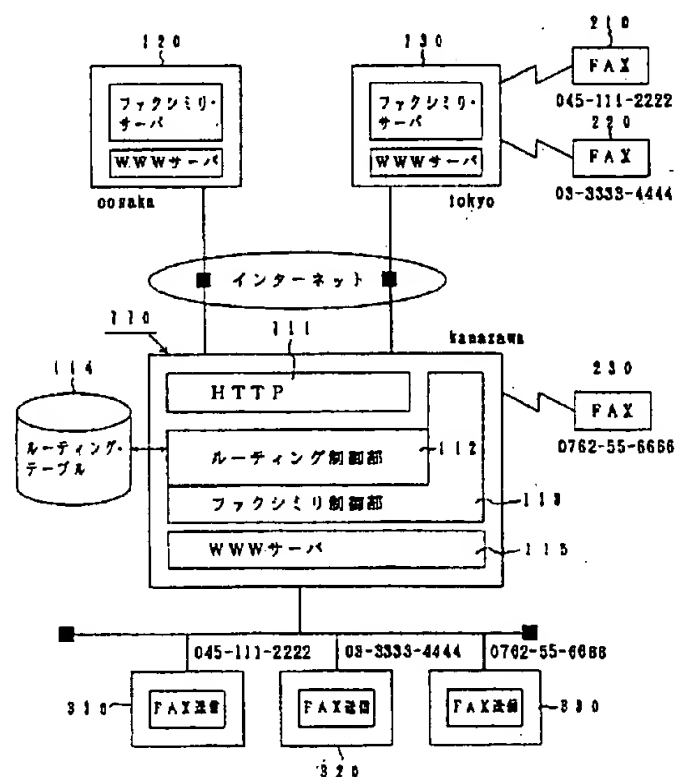 120
130
210
ファクシミリ・
サーバ
WWWサーバ
oosaka
ファクシミリ・
サーバ
WWWサーバ
tokyo
FAX
045-111-2222
220
FAX
03-3333-4444
インターネット
110
111
kanazawa
114
ルーティング・
テーブル
HTTP
ルーティング制御部
112
ファクシミリ制御部
113
WWWサーバ
115
230
FAX
0762-55-6666
045-111-2222
03-3333-4444
0762-55-6666
310
FAX送信
FAX送信
FAX送信
330
320